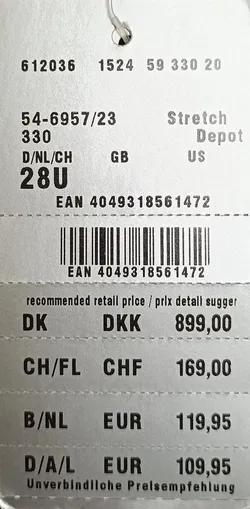 612036 1524 59 330 20
54-6957/23 Stretch
330 Depot
D/NL/CH GB US
28U
EAN 4049318561472
EAN 4049318561472
recommended retail price / prix detail sugger
DK DKK 899,00
CH/FL CHF 169,00
B/NL EUR 119,95
D/A/L EUR 109,95
Unverbindliche Preisempfehlung